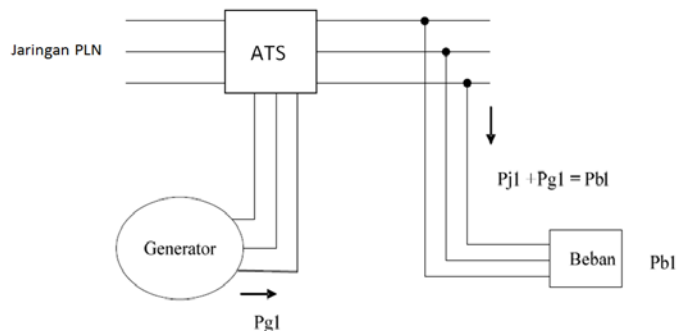 Jaringan PLN
ATS
Pj1 +Pg1 = Pb1
Generator
Beban
Pb1
Pg1